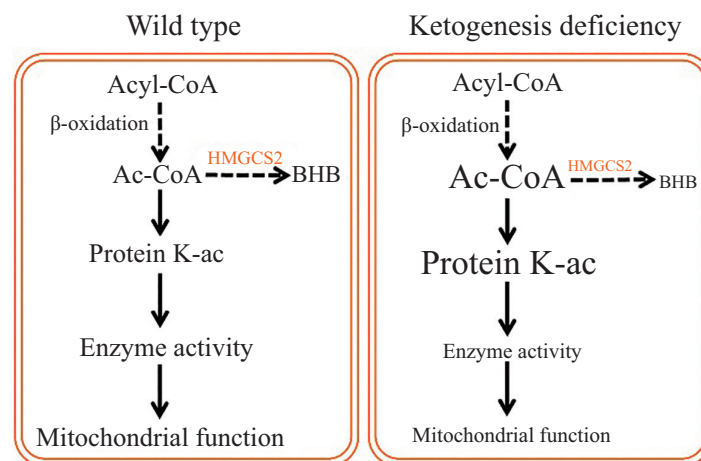 Wild type
Acyl-CoA
β-oxidation
HMGCS2
Ac-CoA
BHB
Protein K-ac
Enzyme activity
Mitochondrial function
Ketogenesis deficiency
Acyl-CoA
β-oxidation
HMGCS2
Ac-CoA
BHB
Protein K-ac
Enzyme activity
Mitochondrial function